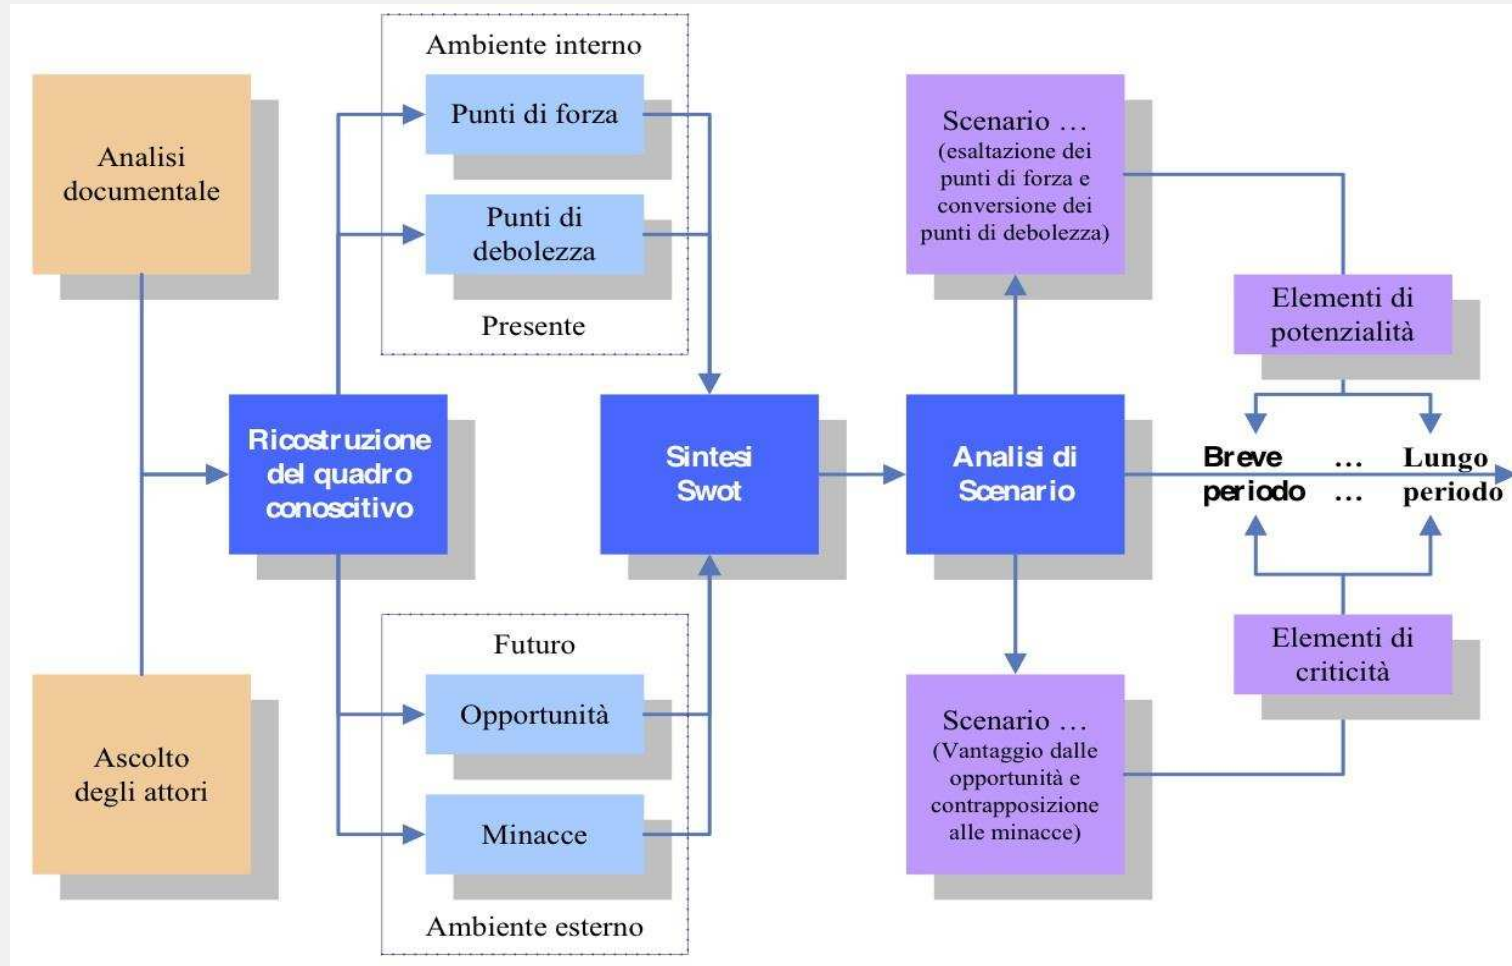 Analisi
documentale
Ascolto
degli attori
Ricostruzione
del quadro
conoscitivo
Ambiente interno
Punti di forza
Punti di
debolezza
Presente
Futuro
Opportunità
Minacce
Ambiente esterno
Sintesi
Swot
Analisi di
Scenario
Scenario …
(esaltazione dei
punti di forza e
conversione dei
punti di debolezza)
Scenario …
(Vantaggio dalle
opportunità e
contrapposizione
alle minacce)
Elementi di
potenzialità
Breve … Lungo
periodo … periodo
Elementi di
criticità